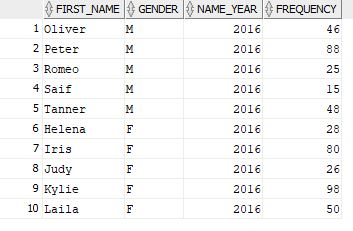 FIRST_NAME GENDER NAME_YEAR FREQUENCY
1 Oliver M 2016 46
2 Peter M 2016 88
3 Romeo M 2016 25
4 Saif M 2016 15
5 Tanner M 2016 48
6 Helena F 2016 28
7 Iris F 2016 80
8 Judy F 2016 26
9 Kylie F 2016 98
10 Laila F 2016 50